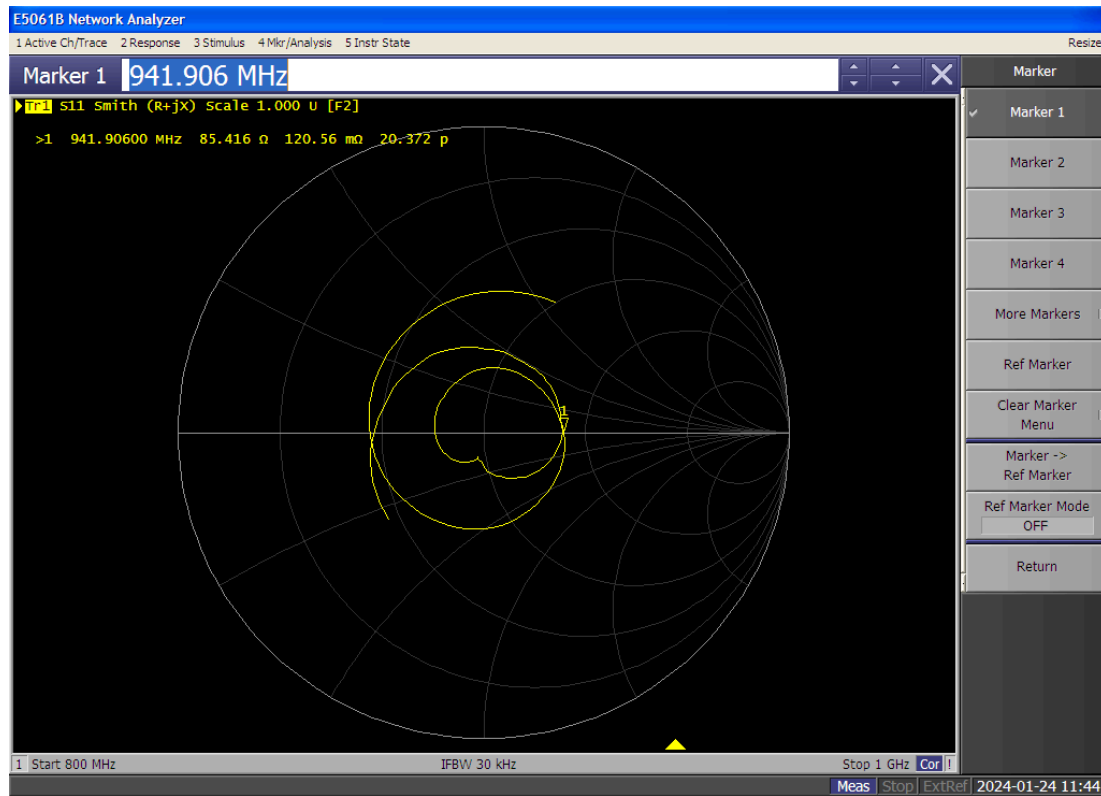 E5061B Network Analyzer
1 Active Ch/Trace 2 Response 3 Stimulus 4 Mkr/Analysis 5 Instr State Resize
Marker 1 941.906 MHz
Tr1 S11 Smith (R+jX) Scale 1.000 U [F2]
>1 941.90600 MHz 85.416 Ω 120.56 mΩ 20.372 p
1
Marker
Marker 1
Marker 2
Marker 3
Marker 4
More Markers
Ref Marker
Clear Marker
Menu
Marker ->
Ref Marker
Ref Marker Mode
OFF
Return
1 Start 800 MHz IFBW 30 kHz Stop 1 GHz Cor !
Meas Stop ExtRef 2024-01-24 11:44